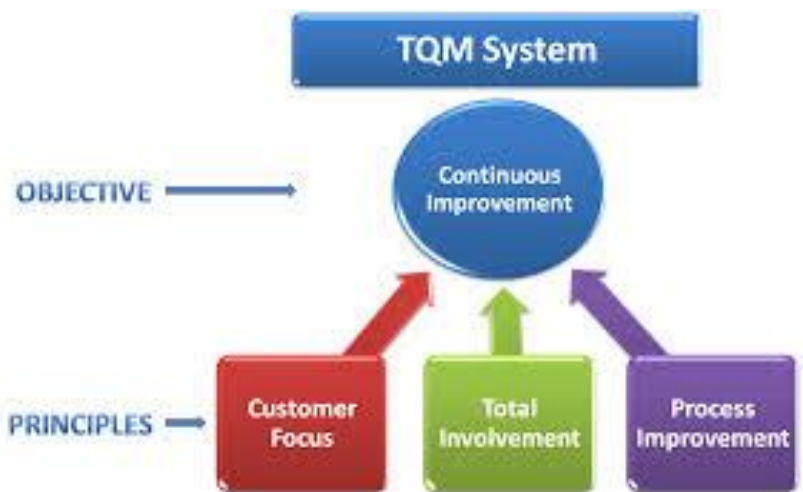 TQM System
OBJECTIVE
Continuous
Improvement
PRINCIPLES
Customer
Focus
Total
Involvement
Process
Improvement